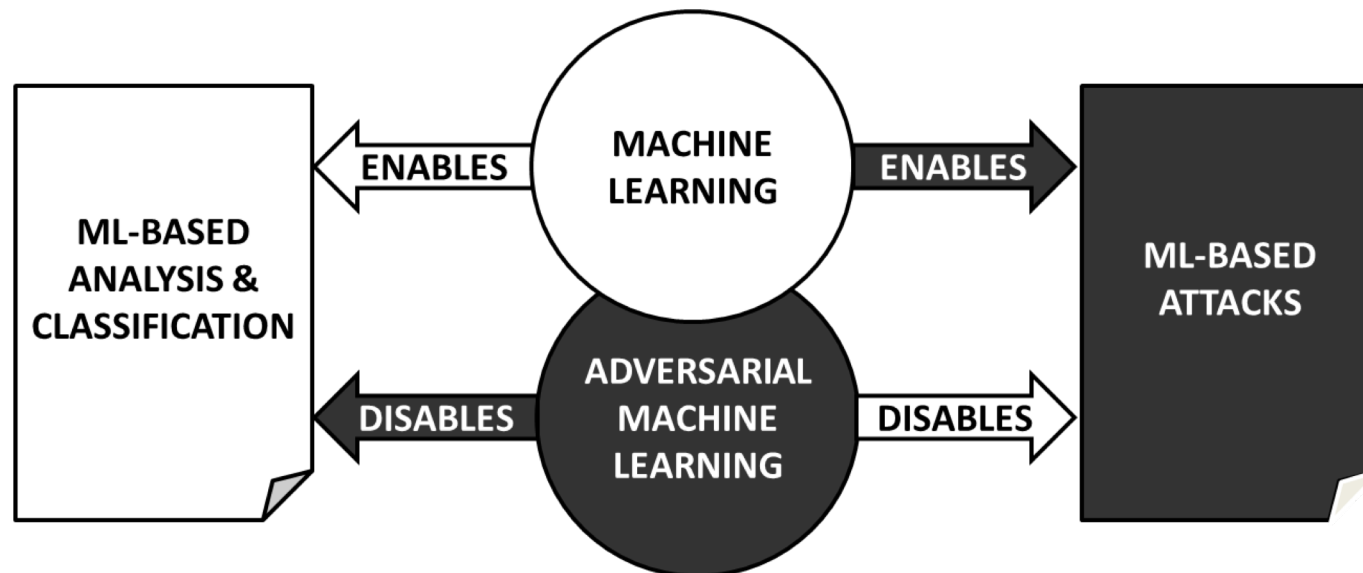 ML-BASED
ANALYSIS &
CLASSIFICATION
ENABLES
MACHINE
LEARNING
ENABLES
ML-BASED
ATTACKS
DISABLES
ADVERSARIAL
MACHINE
LEARNING
DISABLES